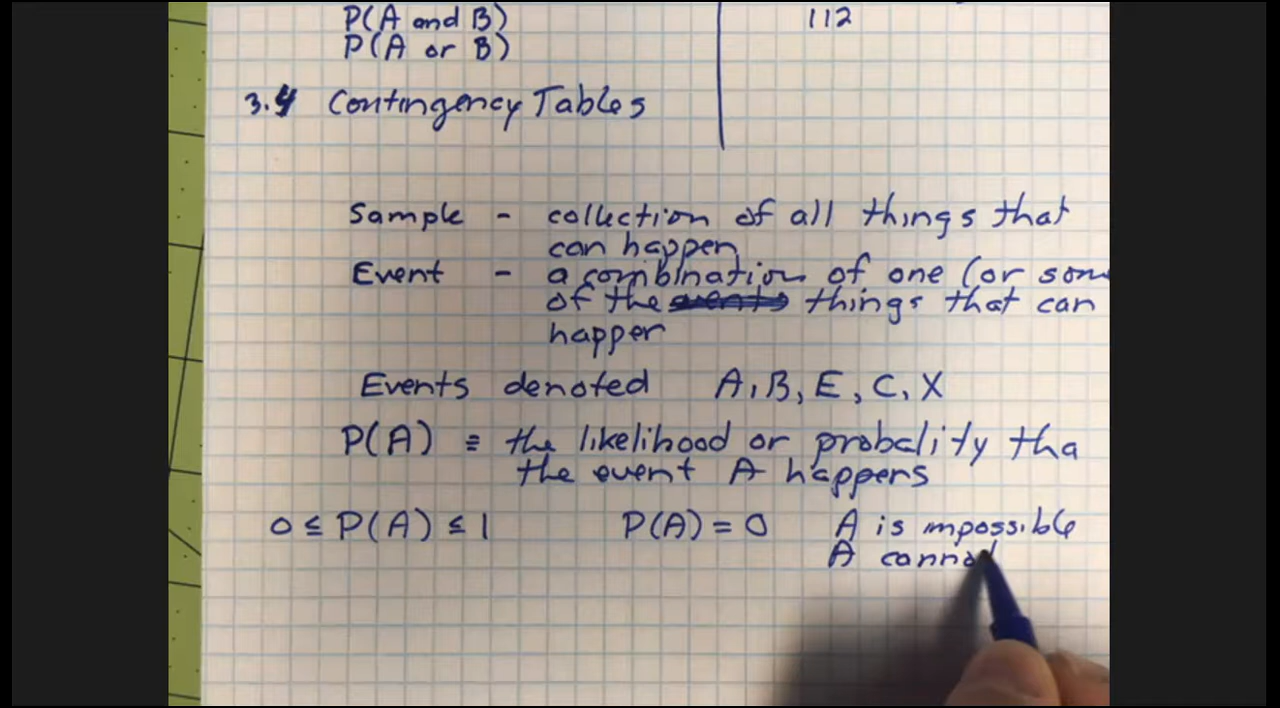 P(A and B)
112
P(A or B)
3.4 Contingency Tables
Sample - collection of all things that
can happen
Event - a combination of one (or som
of the things that can
happen
Events denoted A, B, E, C, X
P(A) ≡ the likelihood or probality tha
the event A happens
0 ≤ P(A) ≤ 1 P(A) = 0 A is impossible
A cannot